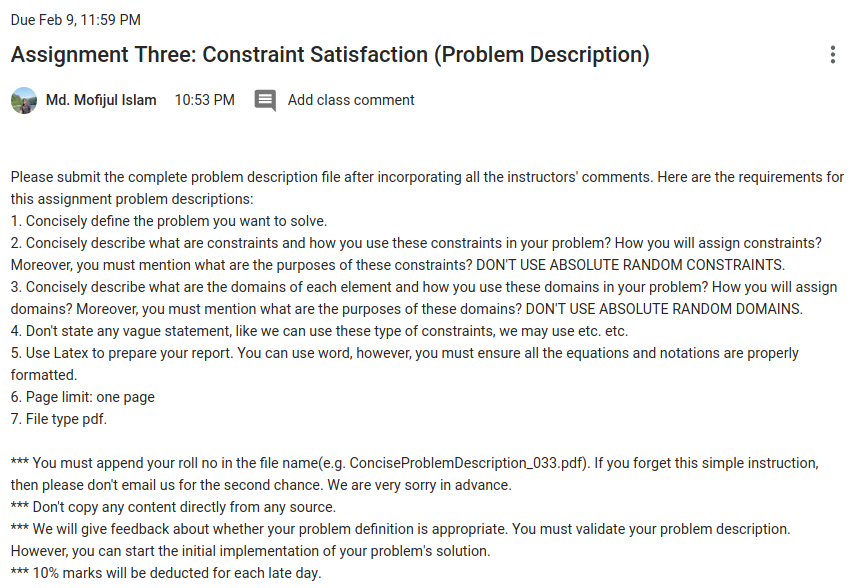 Due Feb 9, 11:59 PM
Assignment Three: Constraint Satisfaction (Problem Description)
Md. Mofijul Islam 10:53 PM Add class comment
Please submit the complete problem description file after incorporating all the instructors' comments. Here are the requirements for
this assignment problem descriptions:
1. Concisely define the problem you want to solve.
2. Concisely describe what are constraints and how you use these constraints in your problem? How you will assign constraints?
Moreover, you must mention what are the purposes of these constraints? DON'T USE ABSOLUTE RANDOM CONSTRAINTS.
3. Concisely describe what are the domains of each element and how you use these domains in your problem? How you will assign
domains? Moreover, you must mention what are the purposes of these domains? DON'T USE ABSOLUTE RANDOM DOMAINS.
4. Don't state any vague statement, like we can use these type of constraints, we may use etc. etc.
5. Use Latex to prepare your report. You can use word, however, you must ensure all the equations and notations are properly
formatted.
6. Page limit: one page
7. File type pdf.
*** You must append your roll no in the file name(e.g. ConciseProblemDescription_033.pdf). If you forget this simple instruction,
then please don't email us for the second chance. We are very sorry in advance.
*** Don't copy any content directly from any source.
*** We will give feedback about whether your problem definition is appropriate. You must validate your problem description.
However, you can start the initial implementation of your problem's solution.
*** 10% marks will be deducted for each late day.